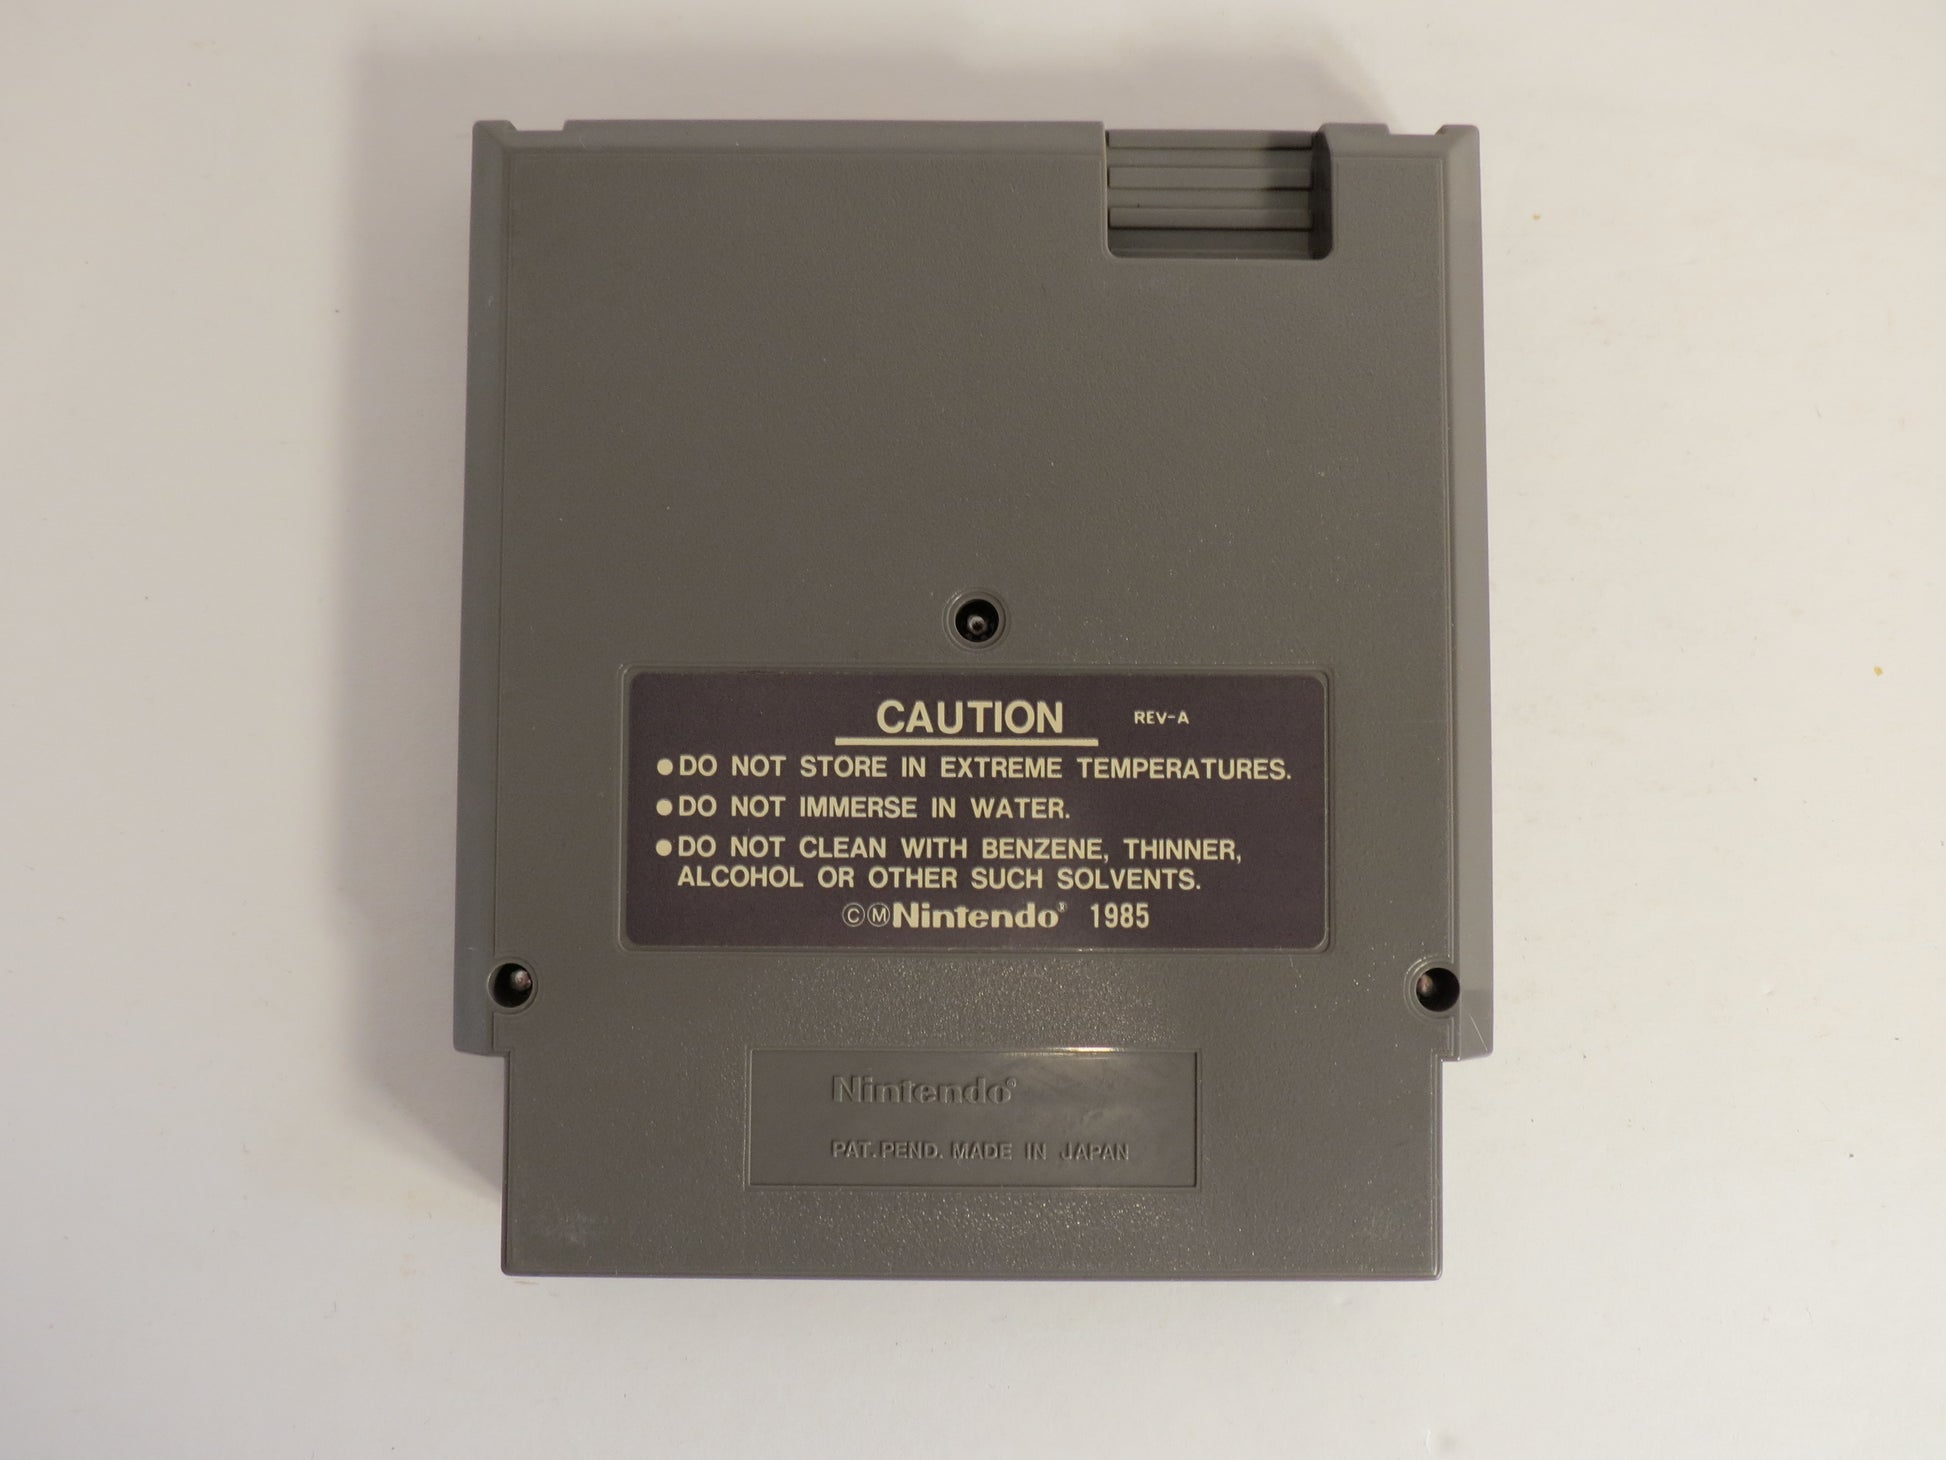 CAUTION REV-A
●DO NOT STORE IN EXTREME TEMPERATURES.
●DO NOT IMMERSE IN WATER.
●DO NOT CLEAN WITH BENZENE, THINNER,
ALCOHOL OR OTHER SUCH SOLVENTS.
ⒸⓂNintendo® 1985
Nintendo®
PAT. PEND. MADE IN JAPAN